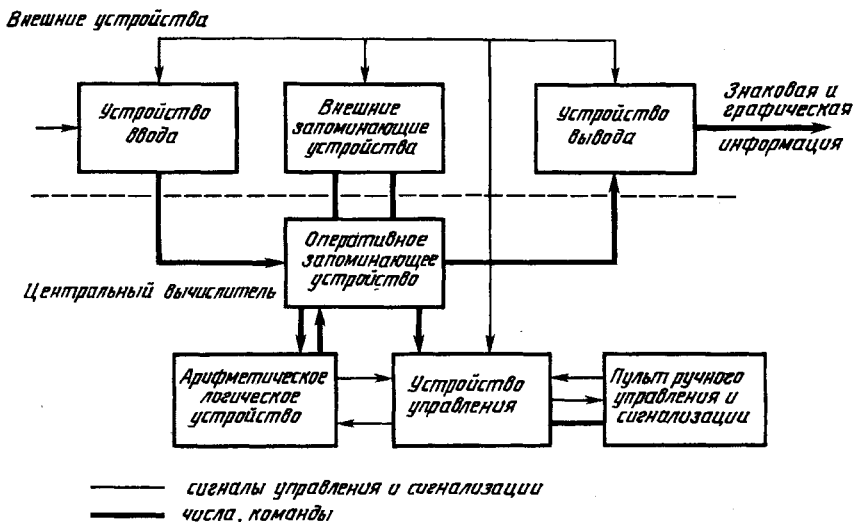 Внешние устройства
Устройство
ввода
Внешние
запоминающие
устройства
Устройство
вывода
Знаковая и
графическая
информация
Оперативное
запоминающее
устройство
Центральный вычислитель
Арифметическое
логическое
устройство
Устройство
управления
Пульт ручного
управления и
сигнализации
сигналы управления и сигнализации
числа, команды